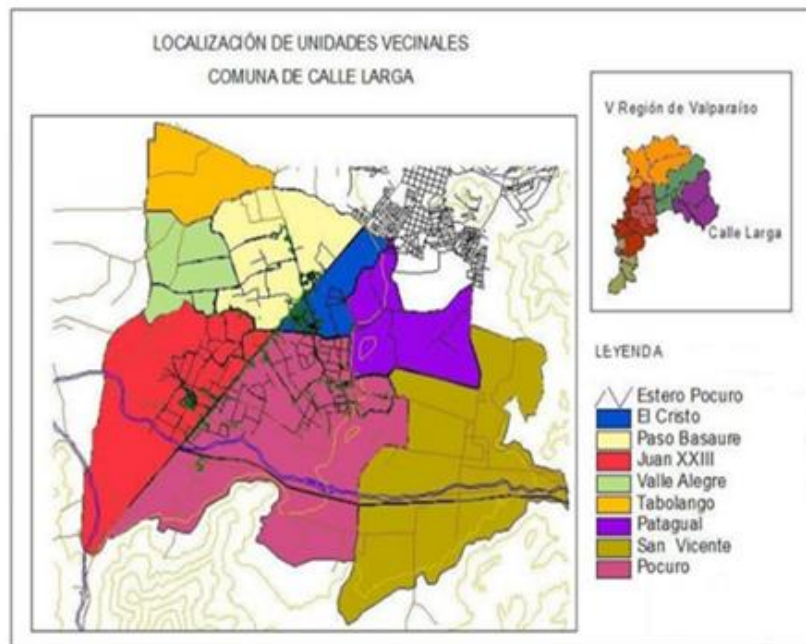 LOCALIZACIÓN DE UNIDADES VECINALES
COMUNA DE CALLE LARGA
V Región de Valparaíso
Calle Larga
LEYENDA
Estero Pocuro
El Cristo
Paso Basaure
Juan XXIII
Valle Alegre
Tabolango
Patagual
San Vicente
Pocuro